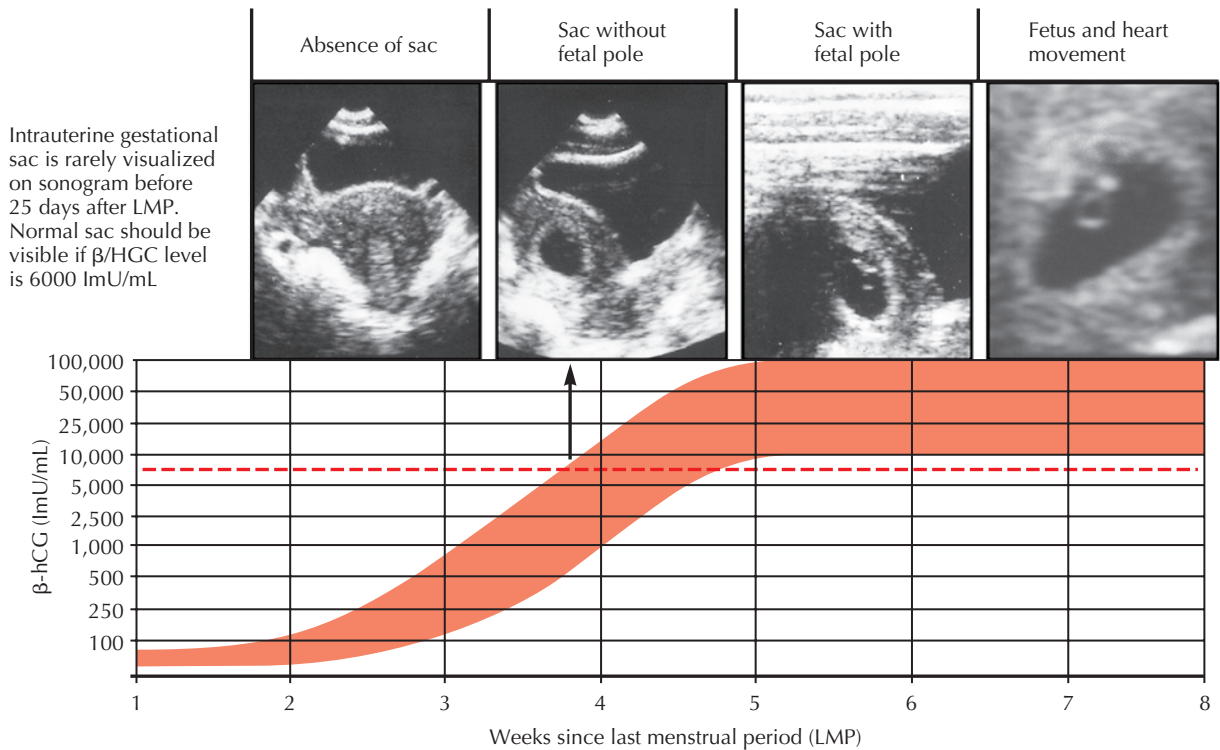 Absence of sac
Sac without
fetal pole
Sac with
fetal pole
Fetus and heart
movement
Intrauterine gestational
sac is rarely visualized
on sonogram before
25 days after LMP.
Normal sac should be
visible if β/HGC level
is 6000 ImU/mL
β-hCG (ImU/mL)
100,000
50,000
25,000
10,000
5,000
2,500
1,000
500
250
100
1 2 3 4 5 6 7 8
Weeks since last menstrual period (LMP)